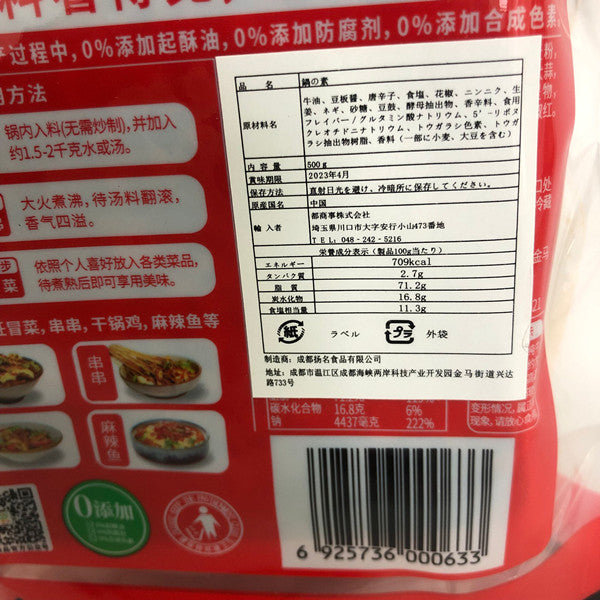 产过程中, 0%添加起酥油, 0%添加防腐剂, 0%添加合成色素,
用方法
锅内入料(无需炒制),并加入
约1.5-2千克水或汤。
大火煮沸, 待汤料翻滚,
香气四溢。
步
菜
依照个人喜好放入各类菜品,
待煮熟后即可享用美味。
冒菜, 串串, 干锅鸡, 麻辣鱼等
串串
麻辣鱼
0添加
品 名 鍋の素
原材料名 牛油、豆板醤、唐辛子、食塩、花椒、ニンニク、生
姜、ネギ、砂糖、豆鼓、酵母抽出物、香辛料、食用
フレイバー/グルタミン酸ナトリウム、5'-リボヌ
クレオチドニナトリウム、トウガラシ色素、トウガ
ラシ抽出物樹脂、香料(一部に小麦、大豆を含む)
内 容 量 500g
賞味期限 2023年4月
保存方法 直射日光を避け、冷暗所に保存してください。
原産国名 中国
輸 入 者 都商事株式会社
埼玉県川口市大字安行小山473番地
TEL. 048-242-5216
栄養成分表示(製品100g当たり)
エネルギー 709kcal
タンパク質 2.7g
脂 質 71.2g
炭水化物 16.8g
食塩相当量 11.3g
紙 ラベル プラ 外袋
制造商: 成都扬名食品有限公司
地址: 成都市温江区成都海峡两岸科技产业开发园金马街道兴达
路733号
碳水化合物 16.8克 6%
钠 4437毫克 222%
变形情况,
现象,请放心食
6 925736 000633